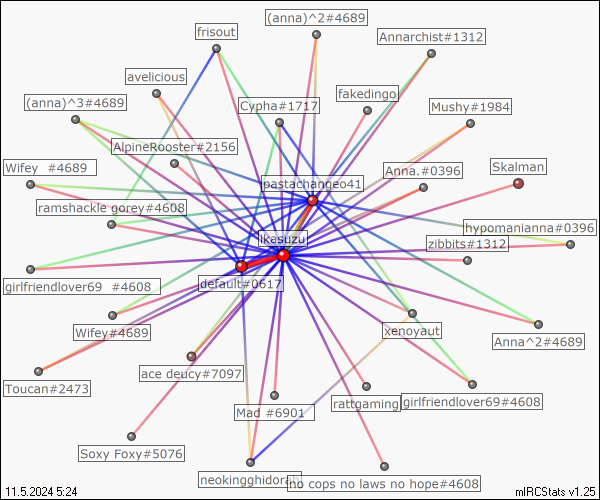 (anna)^2#4689
frisout
Annarchist#1312
avelicious
fakedingo
(anna)^3#4689
Cypha#1717
Mushy#1984
AlpineRooster#2156
Wifey #4689
Anna.#0396
Skalman
pastachangeo41
ramshackle gorey#4608
hypomanianna#0396
ikasuzu
zibbits#1312
girlfriendlover69 #4608
default#0617
Wifey#4689
xenoyaut
Anna^2#4689
Toucan#2473
ace deucy#7097
Mad #6901
rattgaming
girlfriendlover69#4608
Soxy Foxy#5076
neokingghidorah
no cops no laws no hope#4608
11.5.2024 5:24
mIRCStats v1.25